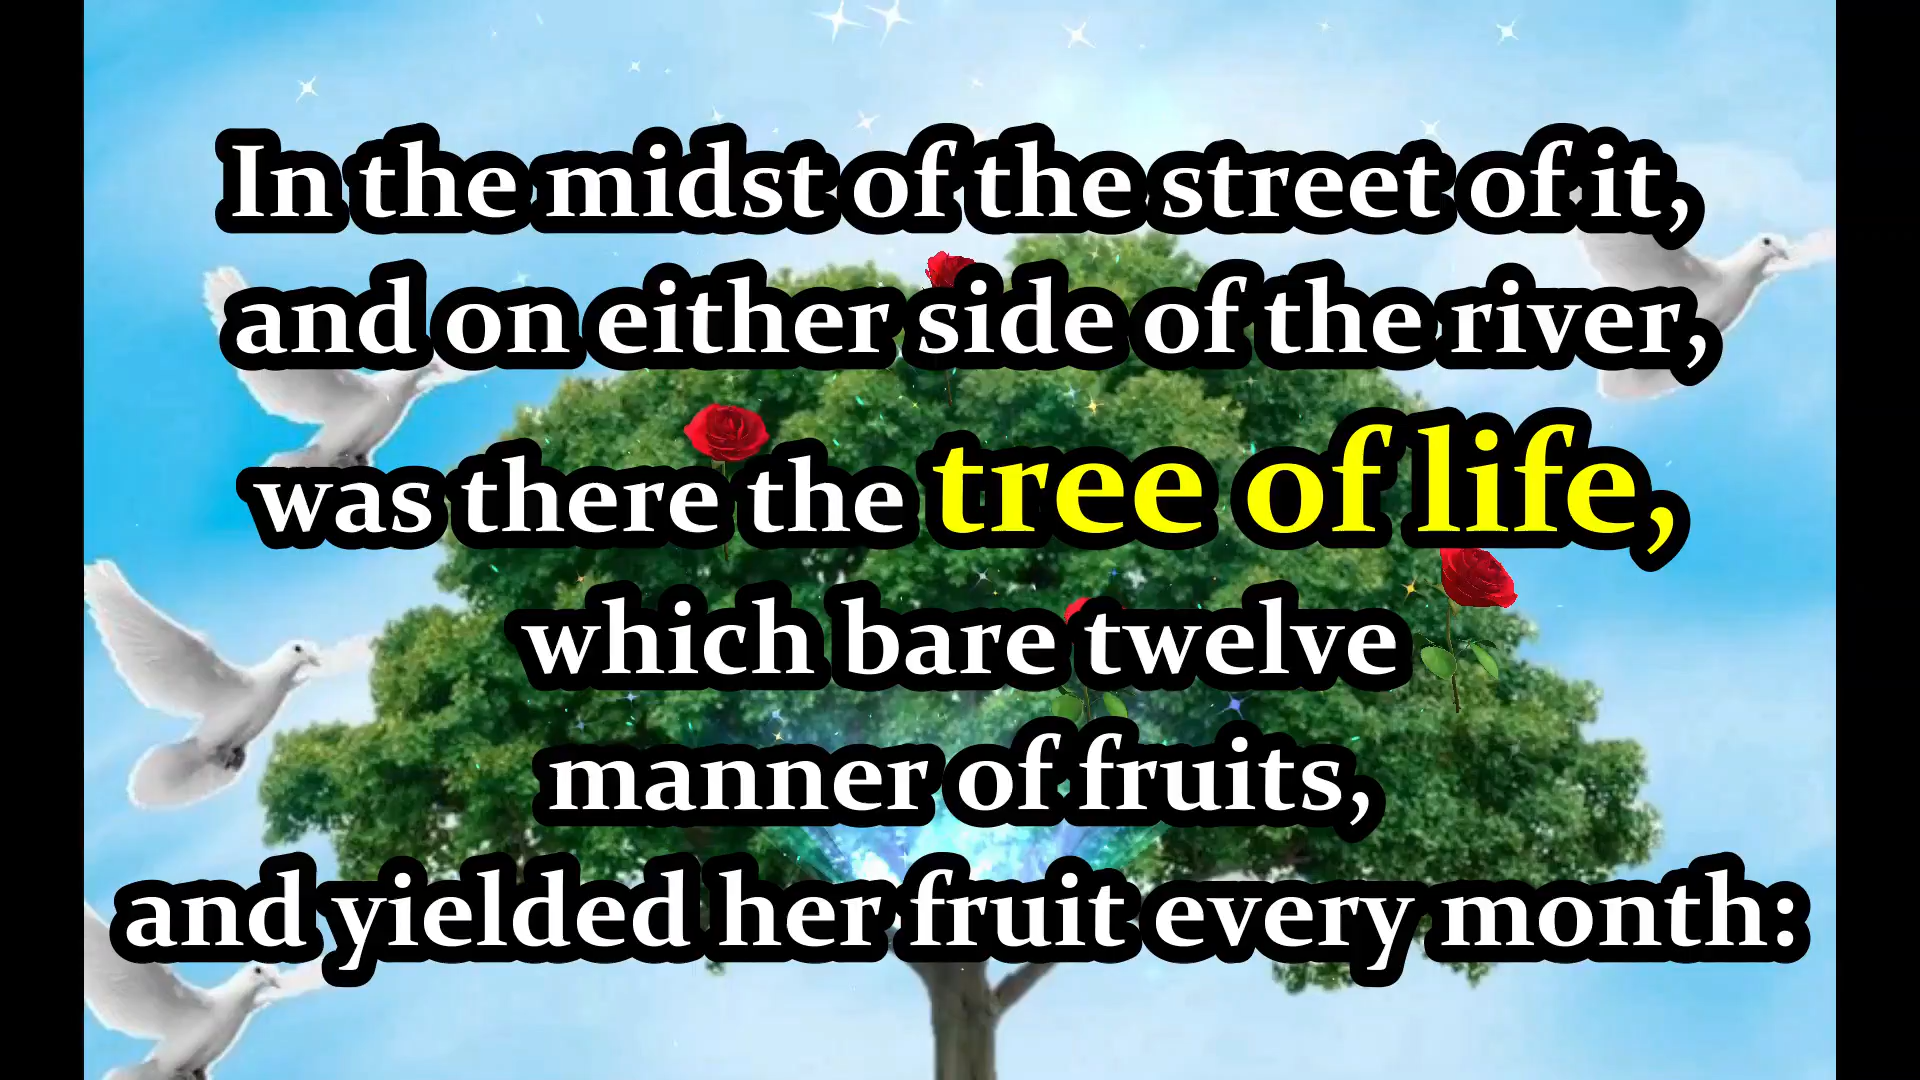 In the midst of the street of it,
and on either side of the river,
was there the tree of life,
which bare twelve
manner of fruits,
and yielded her fruit every month: